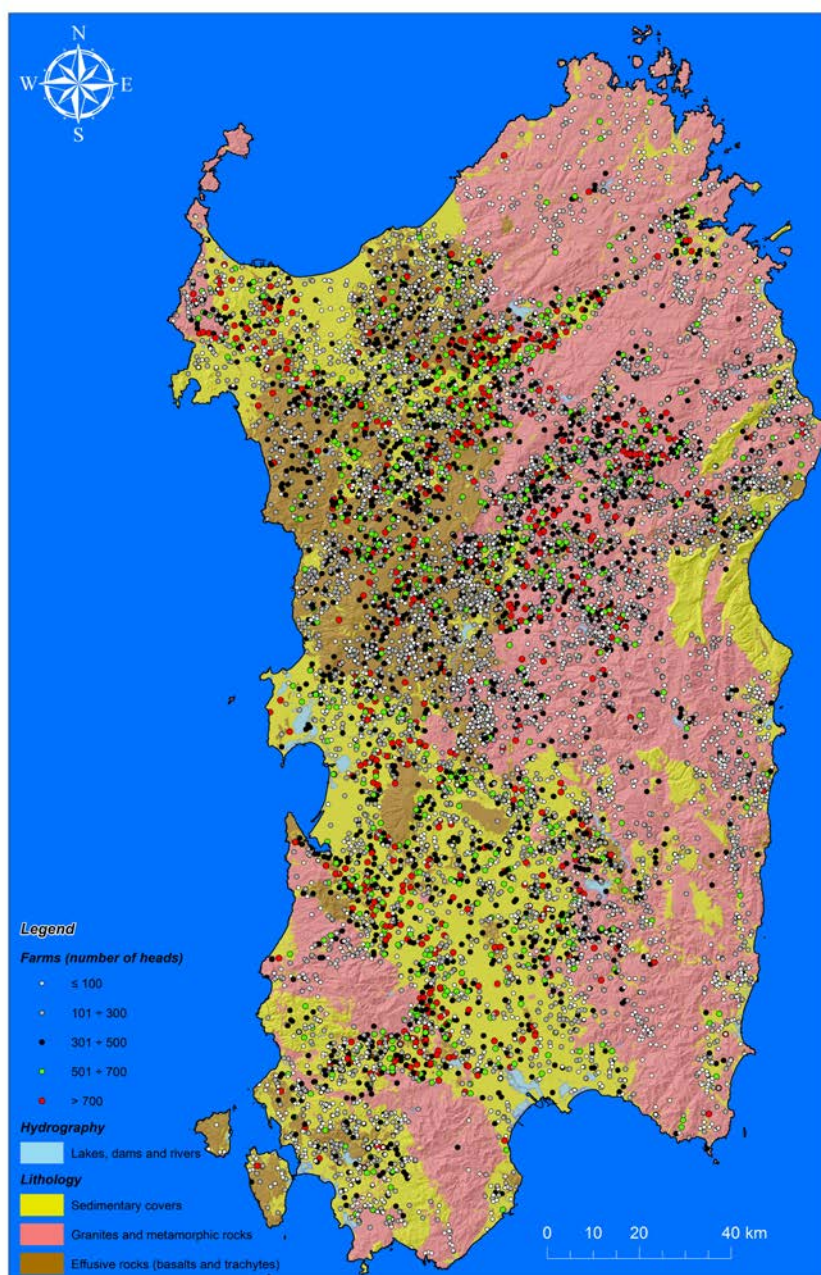 N
W E
S
Legend
Farms (number of heads)
≤ 100
101 ÷ 300
301 ÷ 500
501 ÷ 700
> 700
Hydrography
Lakes, dams and rivers
Lithology
Sedimentary covers
Granites and metamorphic rocks
Effusive rocks (basalts and trachytes)
0 10 20 40 km